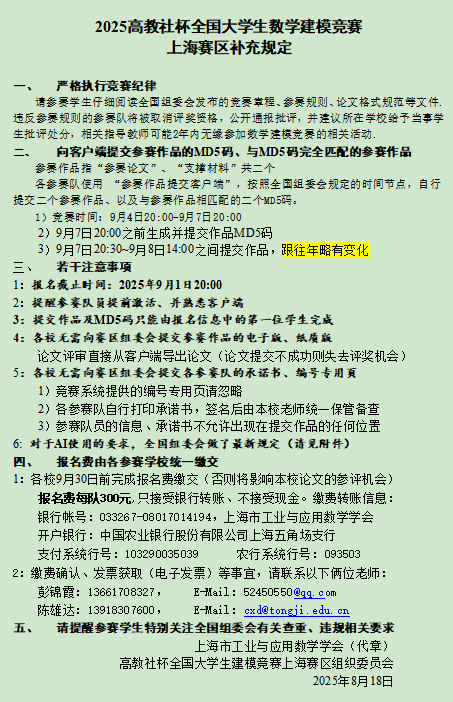 2025高教社杯全国大学生数学建模竞赛
上海赛区补充规定
一、 严格执行竞赛纪律
请参赛学生仔细阅读全国组委会发布的竞赛章程、参赛规则、论文格式规范等文件.
违反参赛规则的参赛队将被取消评奖资格，公开通报批评，并建议所在学校给予当事学
生批评处分，相关指导教师可能2年内无缘参加数学建模竞赛的相关活动.
二、 向客户端提交参赛作品的MD5码、与MD5码完全匹配的参赛作品
参赛作品指“参赛论文”、“支撑材料”共二个
各参赛队使用 “参赛作品提交客户端”，按照全国组委会规定的时间节点，自行
提交二个参赛作品、以及与参赛作品相匹配的二个MD5码。
1）竞赛时间：9月4日20:00-9月7日20:00
2）9月7日20:00之前生成并提交作品MD5码
3）9月7日20:30~9月8日14:00之间提交作品，跟往年略有变化
三、 若干注意事项
1：报名截止时间：2025年9月1日20:00
2：提醒参赛队员提前激活、并熟悉客户端
3：提交作品及MD5码只能由报名信息中的第一位学生完成
4：各校无需向赛区组委会提交参赛作品的电子版、纸质版
论文评审直接从客户端导出论文（论文提交不成功则失去评奖机会）
5：各校无需向赛区组委会提交各参赛队的承诺书、编号专用页
1）竞赛系统提供的编号专用页请忽略
2）各参赛队自行打印承诺书，签名后由本校老师统一保管备查
3）参赛队员的信息、承诺书不允许出现在提交作品的任何位置
6: 对于AI使用的要求，全国组委会做了最新规定（请见附件）
四、 报名费由各参赛学校统一缴交
1：各校9月30日前完成报名费缴交（否则将影响本校论文的参评机会）
报名费每队300元,只接受银行转账、不接受现金。缴费转账信息：
银行帐号：033267-08017014194，上海市工业与应用数学学会
开户银行：中国农业银行股份有限公司上海五角场支行
支付系统行号：103290035039 农行系统行号：093503
2：缴费确认、发票获取（电子发票）等事宜，请联系以下俩位老师：
彭锦霞：13661708327， E-Mail：52450550@qq.com
陈雄达：13918307600， E-Mail： cxd@tongji.edu.cn
五、 请提醒参赛学生特别关注全国组委会有关查重、违规相关要求
上海市工业与应用数学学会（代章）
高教社杯全国大学生建模竞赛上海赛区组织委员会
2025年8月18日